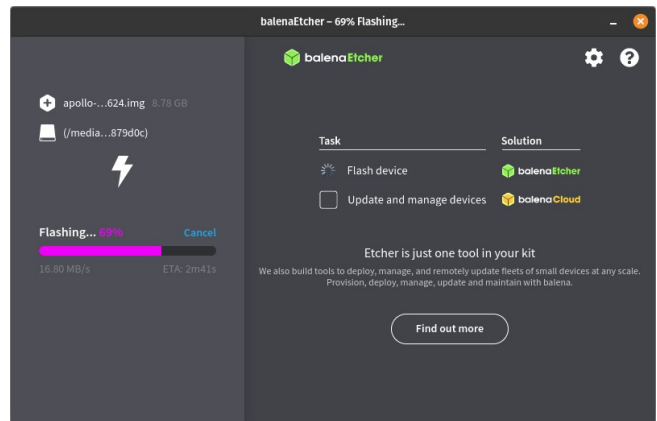 balenaEtcher – 69% Flashing...
balenaEtcher
apollo-...624.img 8.78 GB
(/media...879d0c)
Task Solution
Flash device balenaEtcher
Update and manage devices balenaCloud
Flashing... 69% Cancel
16.80 MB/s ETA: 2m41s
Etcher is just one tool in your kit
We also build tools to deploy, manage, and remotely update fleets of small devices at any scale.
Provision, deploy, manage, update and maintain with balena.
Find out more